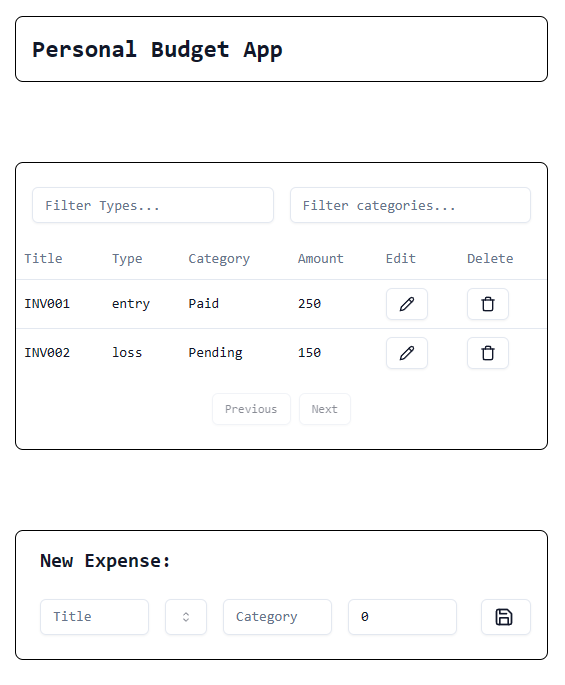 Personal Budget App
Filter Types... Filter categories...
Title Type Category Amount Edit Delete
INV001 entry Paid 250
INV002 loss Pending 150
Previous Next
New Expense:
Title Category 0